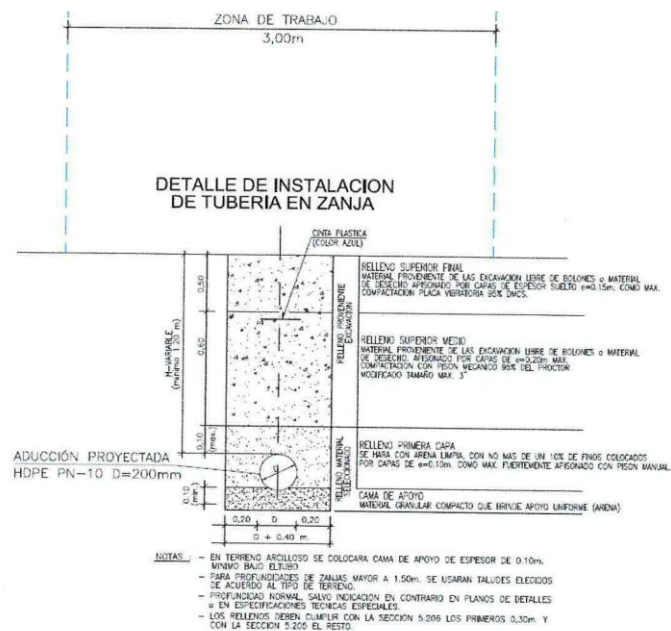 ZONA DE TRABAJO
3,00m
DETALLE DE INSTALACION
DE TUBERIA EN ZANJA
CINTA PLASTICA
(COLOR AZUL)
RELLENO SUPERIOR FINAL
MATERIAL PROVENIENTE DE LAS EXCAVACION LIBRE DE BOLONES o MATERIAL
DE DESECHO APISONADO POR CAPAS DE ESPESOR SUELTO e=0.15m. COMO MAX.
COMPACTACION PLACA VIBRATORIA 95% DMCS.
0,50
RELLENO PROVENIENTE
EXCAVACION
H-VARIABLE
(minimo 1.20 m)
0,60
RELLENO SUPERIOR MEDIO
MATERIAL PROVENIENTE DE LAS EXCAVACION LIBRE DE BOLONES o MATERIAL
DE DESECHO, APISONADO POR CAPAS DE e=0.20m MAX.
COMPACTACION CON PISON MECANICO 95% DEL PROCTOR
MODIFICADO TAMAÑO MAX. 3"
0,10
(max.)
RELLENO MATERIAL
SELECCIONADO
RELLENO PRIMERA CAPA
SE HARA CON ARENA LIMPIA, CON NO MAS DE UN 10% DE FINOS COLOCADOS
POR CAPAS DE e=0.10m. COMO MAX. FUERTEMENTE APISONADO CON PISON MANUAL
ADUCCIÓN PROYECTADA
HDPE PN-10 D=200mm
0,10
(min.)
CAMA DE APOYO
MATERIAL GRANULAR COMPACTO QUE BRINDE APOYO UNIFORME (ARENA)
0,20 D 0,20
D + 0.40 m.
NOTAS : - EN TERRENO ARCILLOSO SE COLOCARA CAMA DE APOYO DE ESPESOR DE 0.10m.
MINIMO BAJO ELTUBO
- PARA PROFUNDIDADES DE ZANJAS MAYOR A 1.50m. SE USARAN TALUDES ELEGIDOS
DE ACUERDO AL TIPO DE TERRENO.
- PROFUNDIDAD NORMAL, SALVO INDICACION EN CONTRARIO EN PLANOS DE DETALLES
o EN ESPECIFICACIONES TECNICAS ESPECIALES.
- LOS RELLENOS DEBEN CUMPLIR CON LA SECCION 5.206 LOS PRIMEROS 0,30m Y
CON LA SECCION 5.205 EL RESTO.